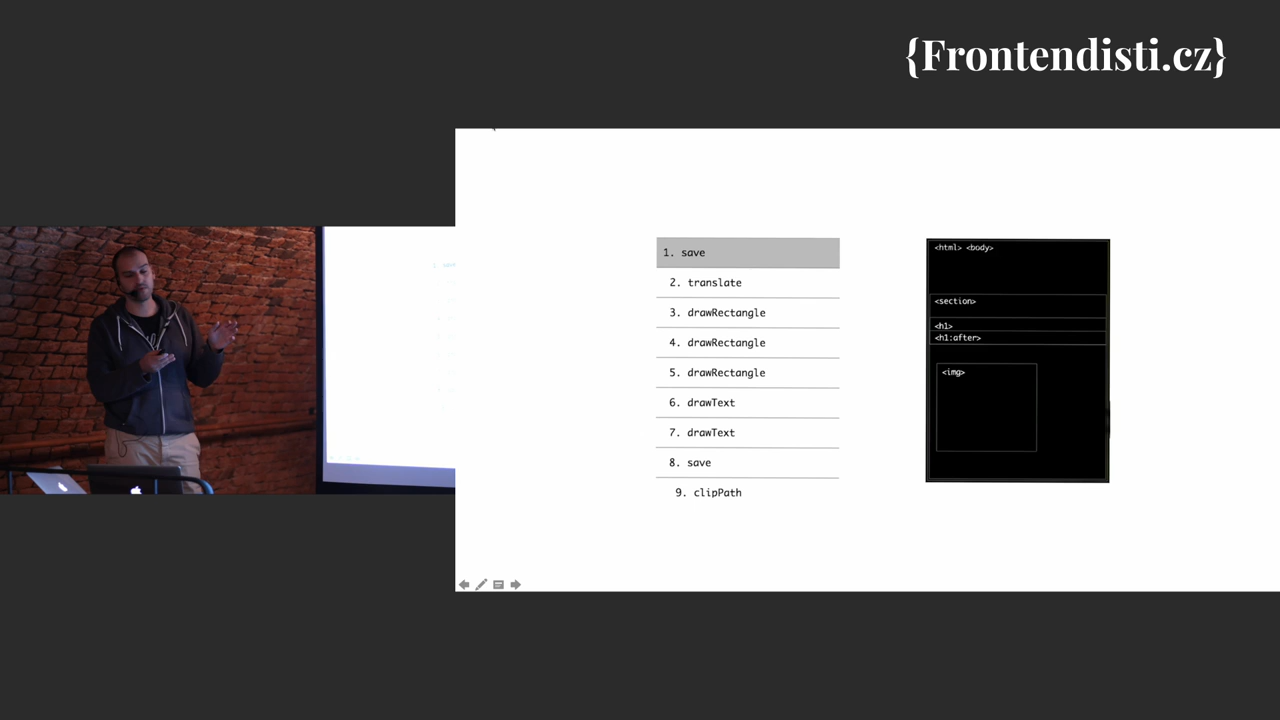 {Frontendisti.cz}
1. save
2. translate
3. drawRectangle
4. drawRectangle
5. drawRectangle
6. drawText
7. drawText
8. save
9. clipPath
<html> <body>
<section>
<h1>
<h1:after>
<img>